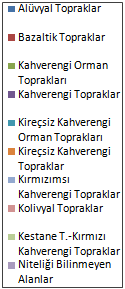 Alüvyal Topraklar
Bazaltik Topraklar
Kahverengi Orman
Toprakları
Kahverengi Topraklar
Kireçsiz Kahverengi
Orman Toprakları
Kireçsiz Kahverengi
Topraklar
Kırmızımsı
Kahverengi Topraklar
Kolivyal Topraklar
Kestane T.-Kırmızı
Kahverengi Topraklar
Niteliği Bilinmeyen
Alanlar